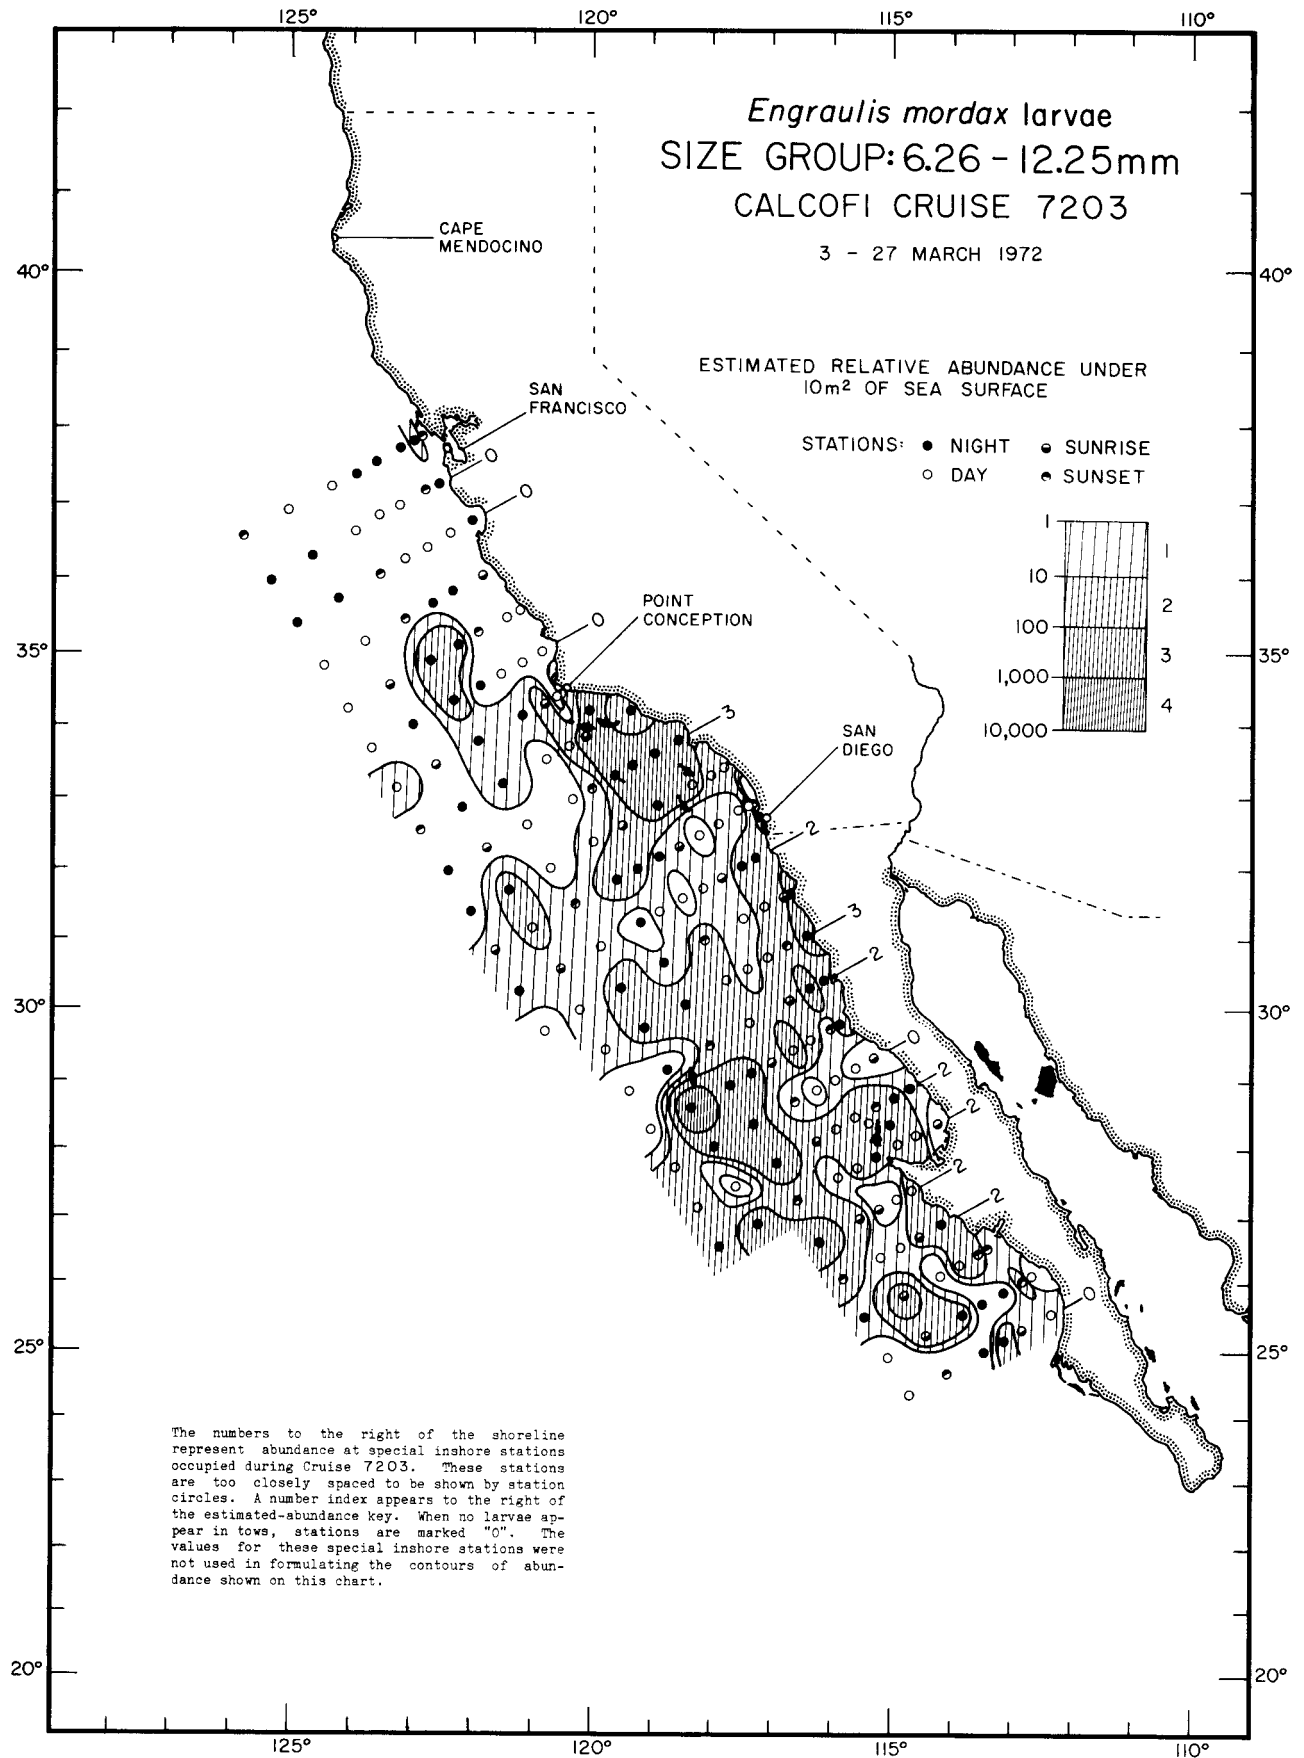 125°
120°
115°
110°
Engraulis mordax larvae
SIZE GROUP: 6.26 - 12.25mm
CALCOFI CRUISE 7203
3 - 27 MARCH 1972
CAPE
MENDOCINO
40°
40°
ESTIMATED RELATIVE ABUNDANCE UNDER
10m² OF SEA SURFACE
SAN
FRANCISCO
STATIONS: ● NIGHT SUNRISE
○ DAY SUNSET
0
0
1
1
10
2
100
3
1,000
4
10,000
POINT
CONCEPTION
0
35°
35°
3
SAN
DIEGO
2
3
2
30°
30°
0
2
2
2
2
0
25°
25°
The numbers to the right of the shoreline
represent abundance at special inshore stations
occupied during Cruise 7203. These stations
are too closely spaced to be shown by station
circles. A number index appears to the right of
the estimated-abundance key. When no larvae ap-
pear in tows, stations are marked "0". The
values for these special inshore stations were
not used in formulating the contours of abun-
dance shown on this chart.
20°
20°
125°
120°
115°
110°